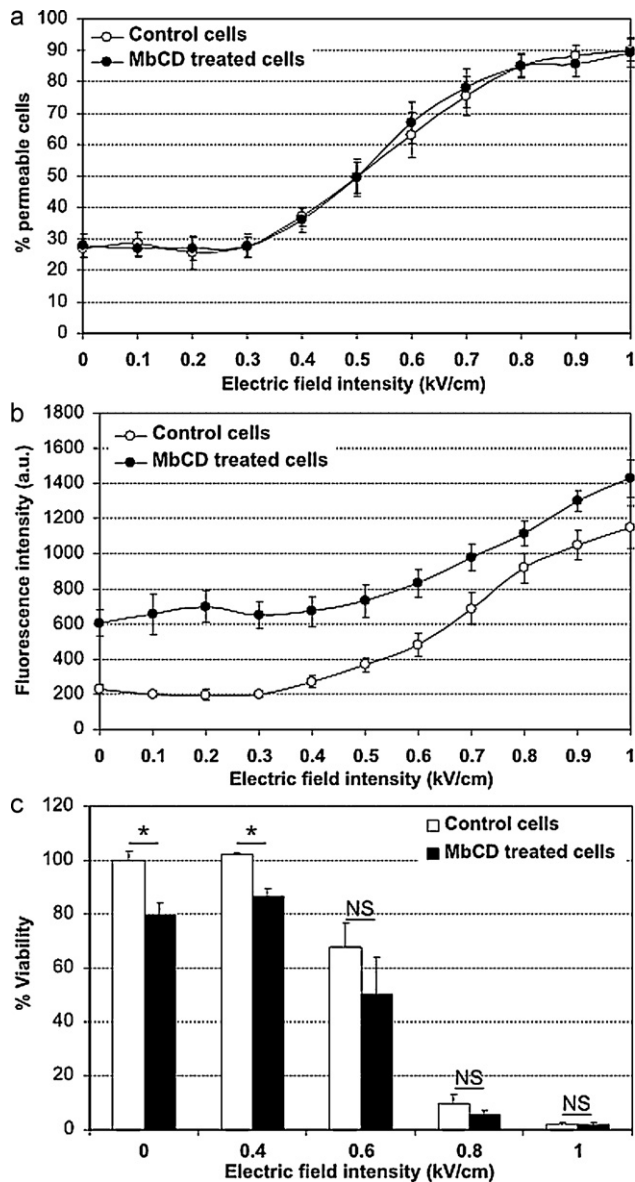 a
100
90
80
70
60
50
40
30
20
10
0
% permeable cells
Control cells
MbCD treated cells
0 0.1 0.2 0.3 0.4 0.5 0.6 0.7 0.8 0.9 1
Electric field intensity (kV/cm)
b
1800
1600
1400
1200
1000
800
600
400
200
0
Fluorescence intensity (a.u.)
Control cells
MbCD treated cells
0 0.1 0.2 0.3 0.4 0.5 0.6 0.7 0.8 0.9 1
Electric field intensity (kV/cm)
c
120
100
80
60
40
20
0
% Viability
Control cells
MbCD treated cells
* *
NS
NS
NS
0 0.4 0.6 0.8 1
Electric field intensity (kV/cm)